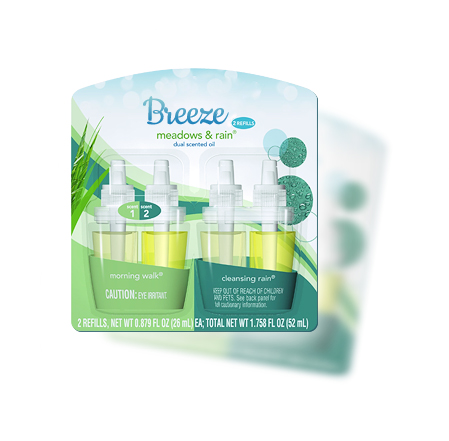 Breeze
2 REFILLS
meadows & rain®
dual scented oil
scent 1
scent 2
morning walk®
CAUTION: EYE IRRITANT
cleansing rain®
KEEP OUT OF REACH OF CHILDREN
AND PETS. See back panel for
cautionary information.
2 REFILLS, NET WT 0.879 FL OZ (26 mL) EA; TOTAL NET WT 1.758 FL OZ (52 mL)